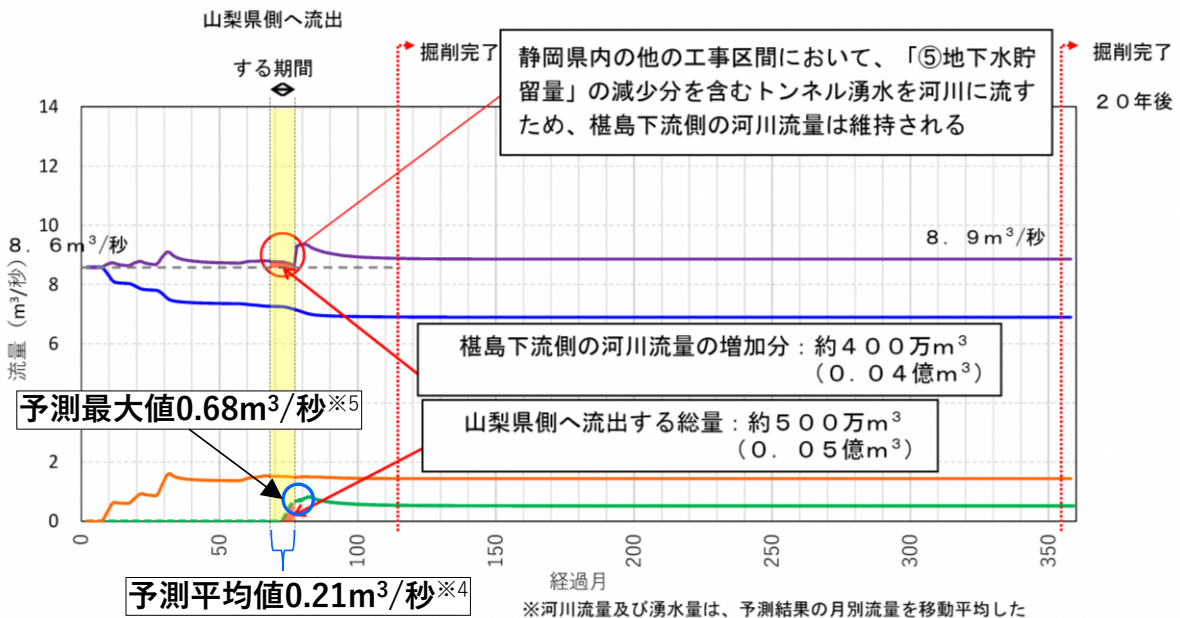 山梨県側へ流出
する期間
掘削完了
静岡県内の他の工事区間において、「⑤地下水貯
留量」の減少分を含むトンネル湧水を河川に流す
ため、椹島下流側の河川流量は維持される
掘削完了
２０年後
流量（m³/秒）
14
12
10
8
6
2
0
８．６m³/秒
８．９m³/秒
椹島下流側の河川流量の増加分：約４００万m³
（０．０４億m³）
予測最大値0.68m³/秒※5
山梨県側へ流出する総量：約５００万m³
（０．０５億m³）
0
50
100
150
200
250
300
350
経過月
予測平均値0.21m³/秒※4
※河川流量及び湧水量は、予測結果の月別流量を移動平均した